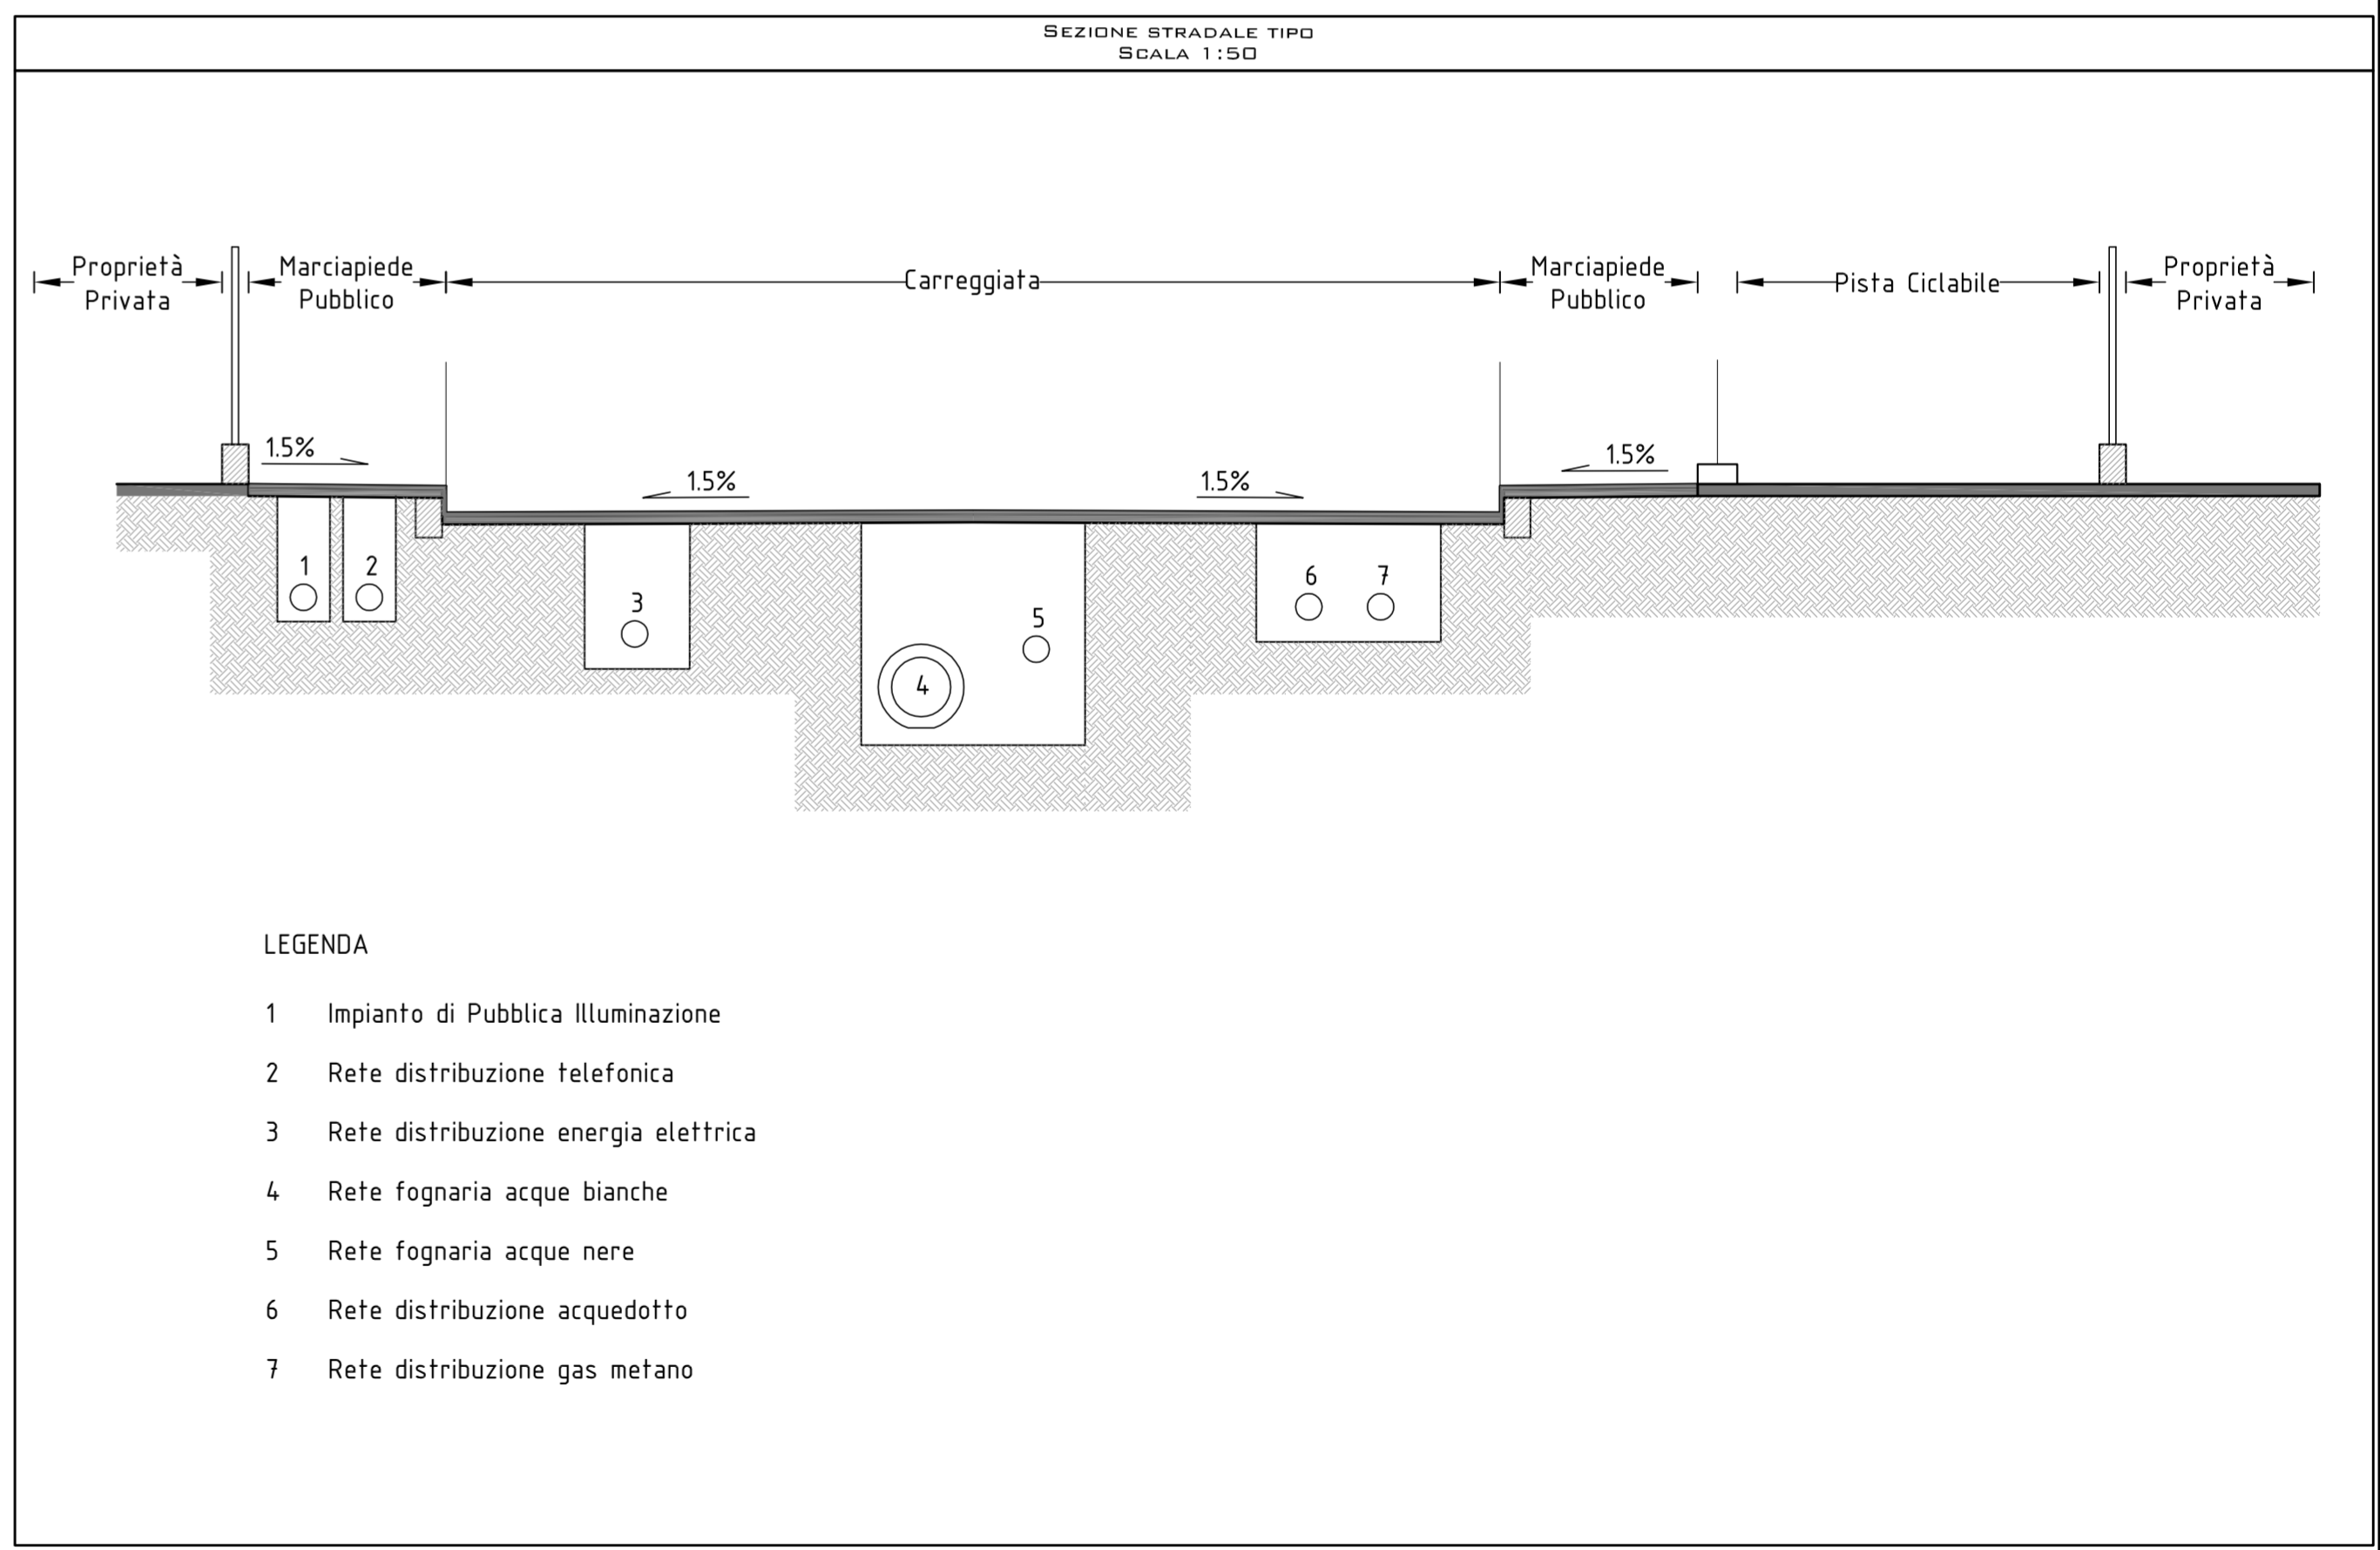 SEZIONE STRADALE TIPO
SCALA 1:50
Proprietà
Privata
Marciapiede
Pubblico
Carreggiata
Marciapiede
Pubblico
Pista Ciclabile
Proprietà
Privata
1.5%
1.5%
1.5%
1.5%
1
2
3
4
5
6
7
LEGENDA
1 Impianto di Pubblica Illuminazione
2 Rete distribuzione telefonica
3 Rete distribuzione energia elettrica
4 Rete fognaria acque bianche
5 Rete fognaria acque nere
6 Rete distribuzione acquedotto
7 Rete distribuzione gas metano